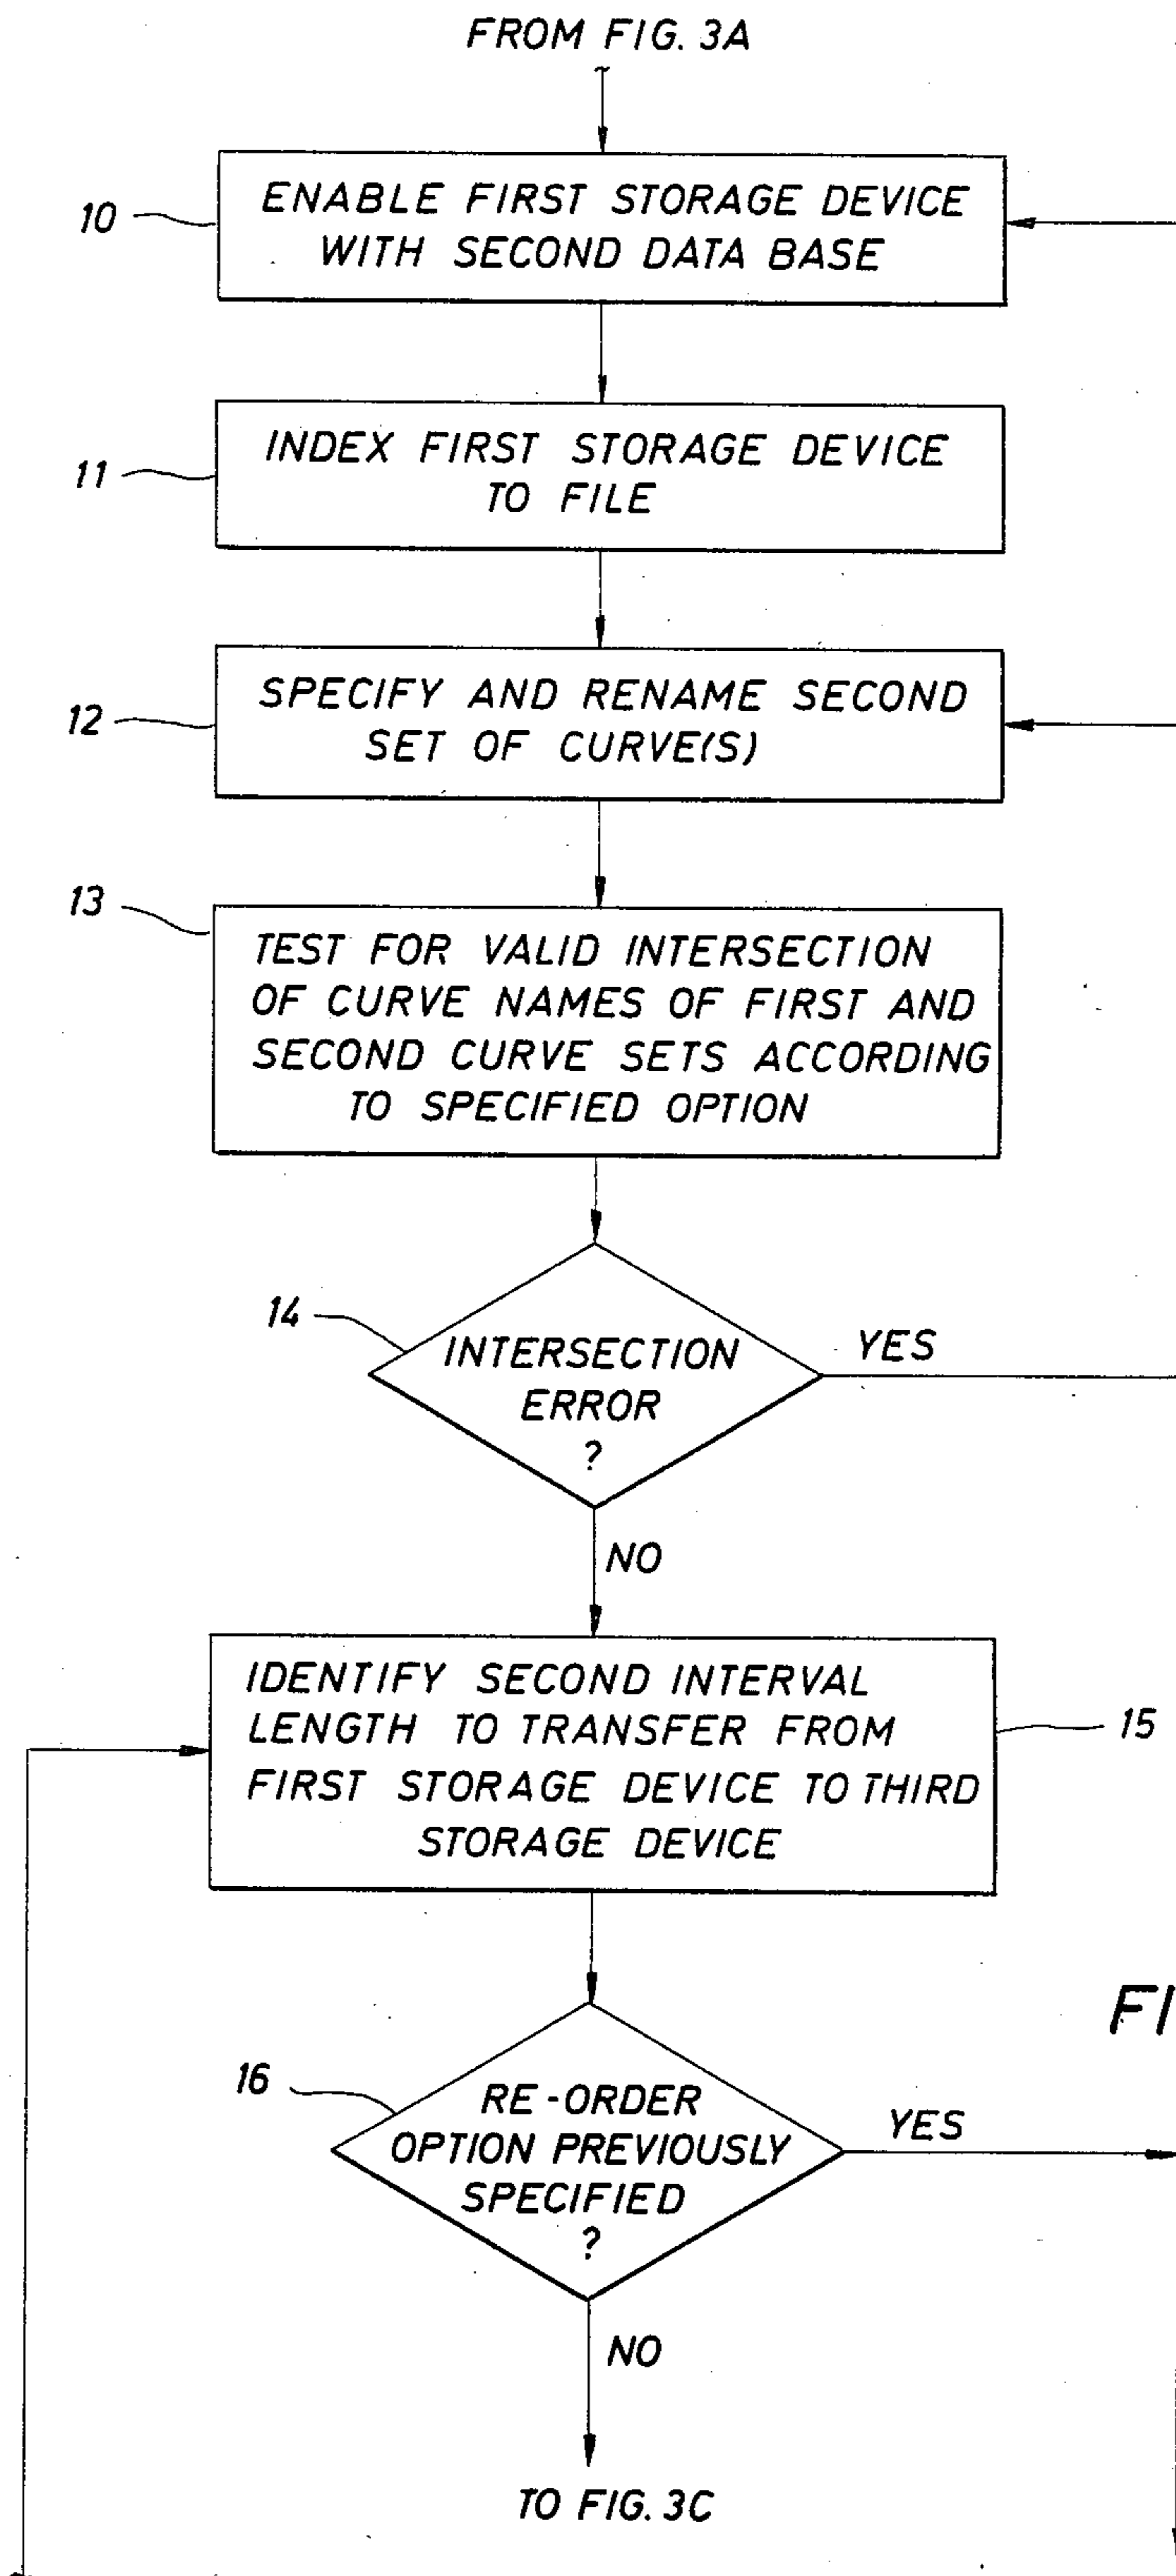 FROM FIG. 3A
10
ENABLE FIRST STORAGE DEVICE
WITH SECOND DATA BASE
11
INDEX FIRST STORAGE DEVICE
TO FILE
12
SPECIFY AND RENAME SECOND
SET OF CURVE(S)
13
TEST FOR VALID INTERSECTION
OF CURVE NAMES OF FIRST AND
SECOND CURVE SETS ACCORDING
TO SPECIFIED OPTION
14
INTERSECTION
ERROR
?
YES
NO
IDENTIFY SECOND INTERVAL
LENGTH TO TRANSFER FROM
FIRST STORAGE DEVICE TO THIRD
STORAGE DEVICE
15
FI
16
RE-ORDER
OPTION PREVIOUSLY
SPECIFIED
?
YES
NO
TO FIG. 3C